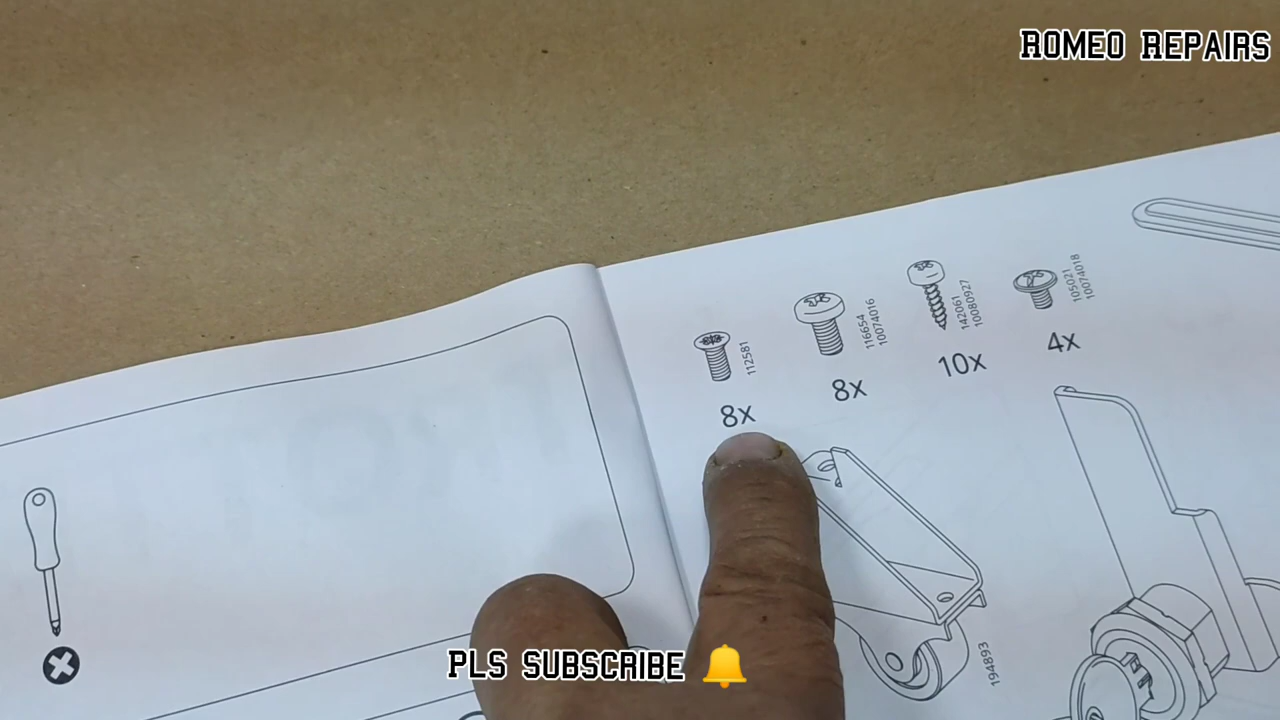 ROMEO REPAIRS
112581
8x
116654
10074016
8x
142061
10080927
10x
105021
10074018
4x
194893
PLS SUBSCRIBE